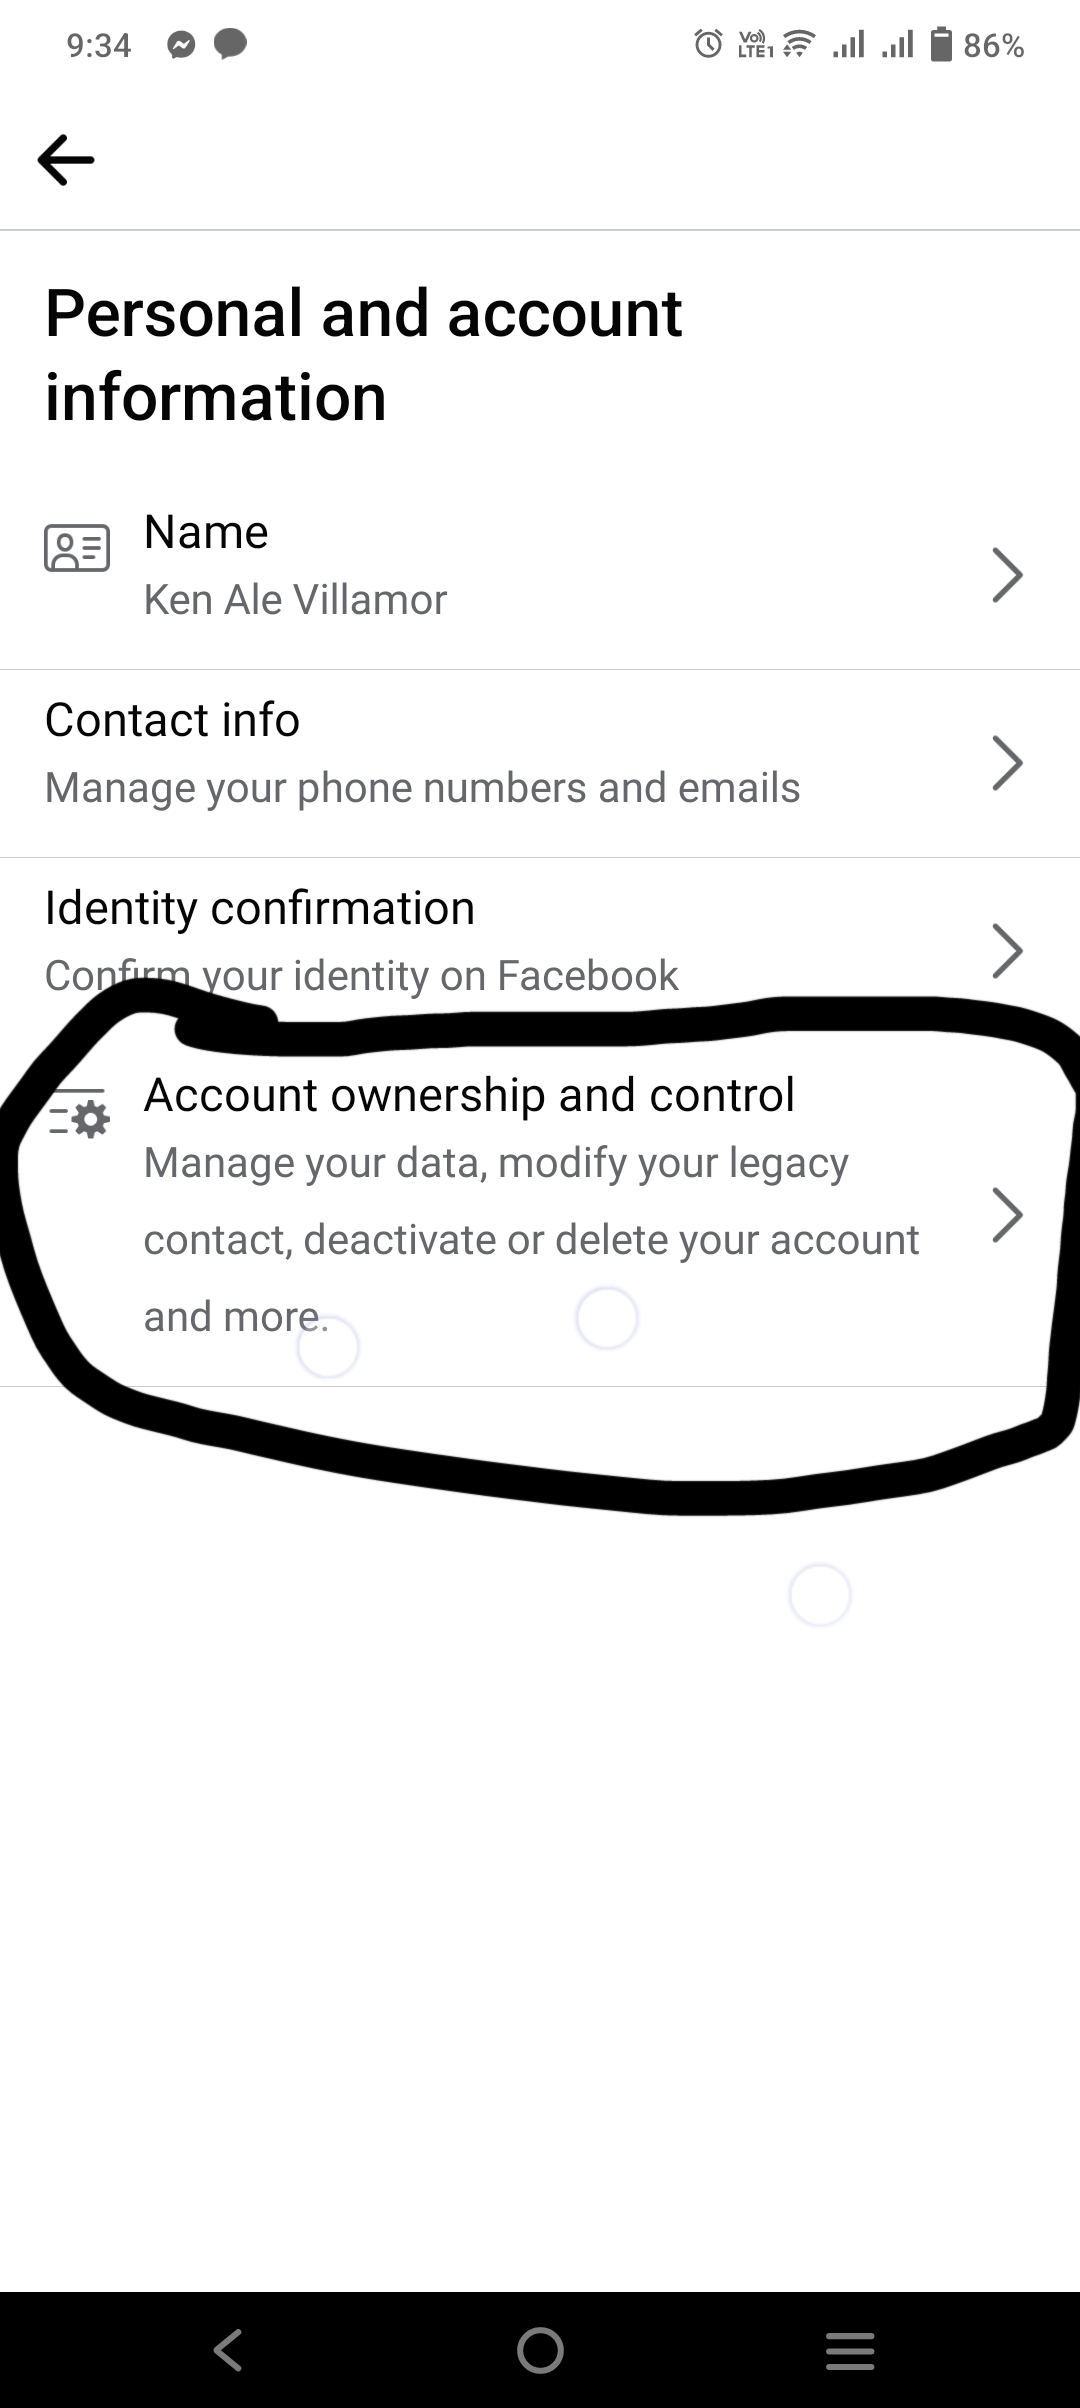 9:34 Vo) LTE1 86%
Personal and account
information
Name
Ken Ale Villamor
Contact info
Manage your phone numbers and emails
Identity confirmation
Confirm your identity on Facebook
Account ownership and control
Manage your data, modify your legacy
contact, deactivate or delete your account
and more.